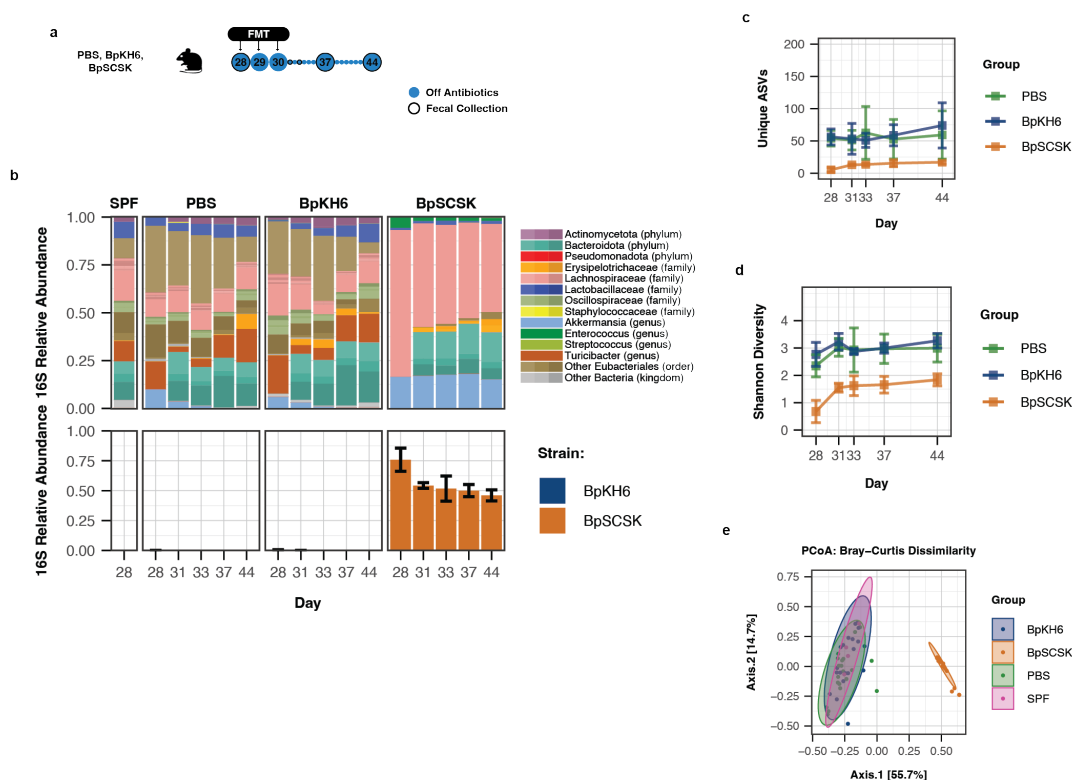 a
FMT
PBS, BpKH6,
BpSCSK
28 29 30 37 44
Off Antibiotics
Fecal Collection
b
SPF PBS BpKH6 BpSCSK
16S Relative Abundance
1.00
0.75
0.50
0.25
0.00
Actinomycetota (phylum)
Bacteroidota (phylum)
Pseudomonadota (phylum)
Erysipelotrichaceae (family)
Lachnospiraceae (family)
Lactobacillaceae (family)
Oscillospiraceae (family)
Staphylococcaceae (family)
Akkermansia (genus)
Enterococcus (genus)
Streptococcus (genus)
Turicibacter (genus)
Other Eubacteriales (order)
Other Bacteria (kingdom)
16S Relative Abundance
1.00
0.75
0.50
0.25
0.00
28 28 31 33 37 44 28 31 33 37 44 28 31 33 37 44
Day
Strain:
BpKH6
BpSCSK
c
Unique ASVs
200
150
100
50
0
28 31 33 37 44
Day
Group
PBS
BpKH6
BpSCSK
d
Shannon Diversity
4
3
2
1
0
28 31 33 37 44
Day
Group
PBS
BpKH6
BpSCSK
e
PCoA: Bray−Curtis Dissimilarity
Axis.2 [14.7%]
0.75
0.50
0.25
0.00
−0.25
−0.50
−0.50 −0.25 0.00 0.25 0.50
Axis.1 [55.7%]
Group
BpKH6
BpSCSK
PBS
SPF